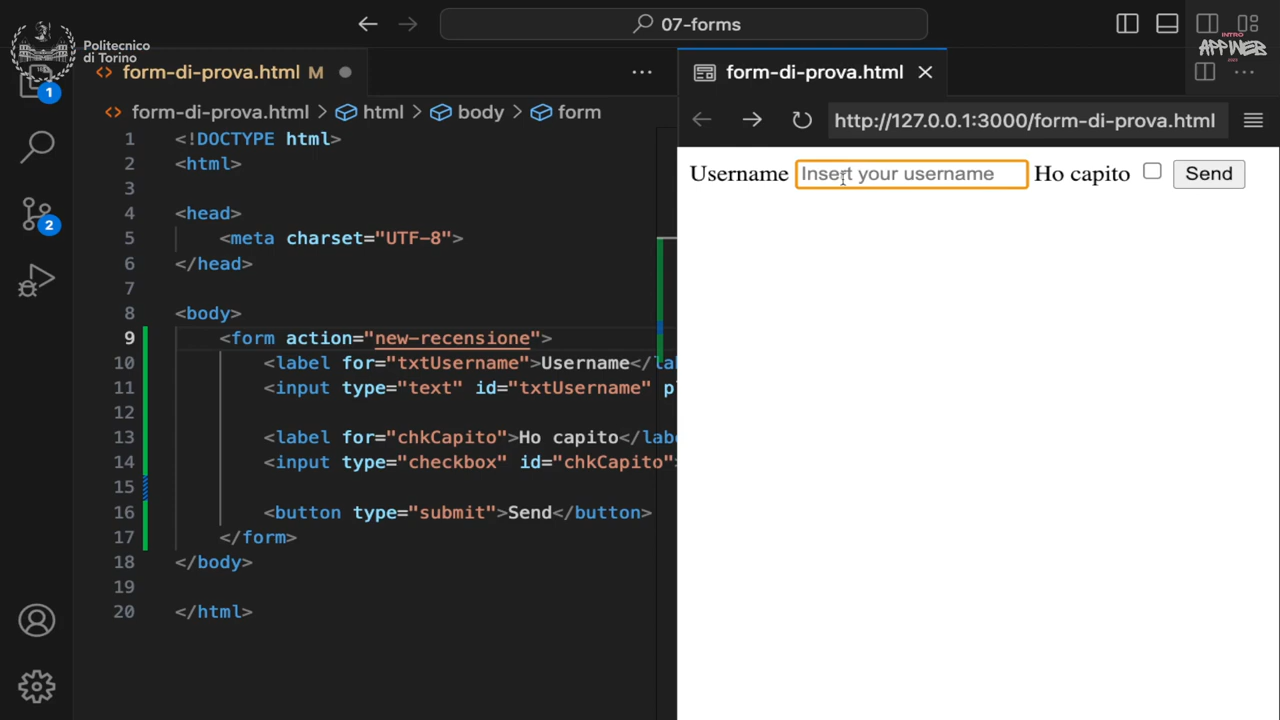 07-forms
Politecnico
di Torino
INTRO
APPIWEB
2023
form-di-prova.html M
form-di-prova.html
form-di-prova.html > html > body > form
http://127.0.0.1:3000/form-di-prova.html
1
2
1 <!DOCTYPE html>
2 <html>
3
4 <head>
5 <meta charset="UTF-8">
6 </head>
7
8 <body>
9 <form action="new-recensione">
10 <label for="txtUsername">Username</la
11 <input type="text" id="txtUsername" p
12
13 <label for="chkCapito">Ho capito</labe
14 <input type="checkbox" id="chkCapito">
15
16 <button type="submit">Send</button>
17 </form>
18 </body>
19
20 </html>
Username Insert your username Ho capito Send